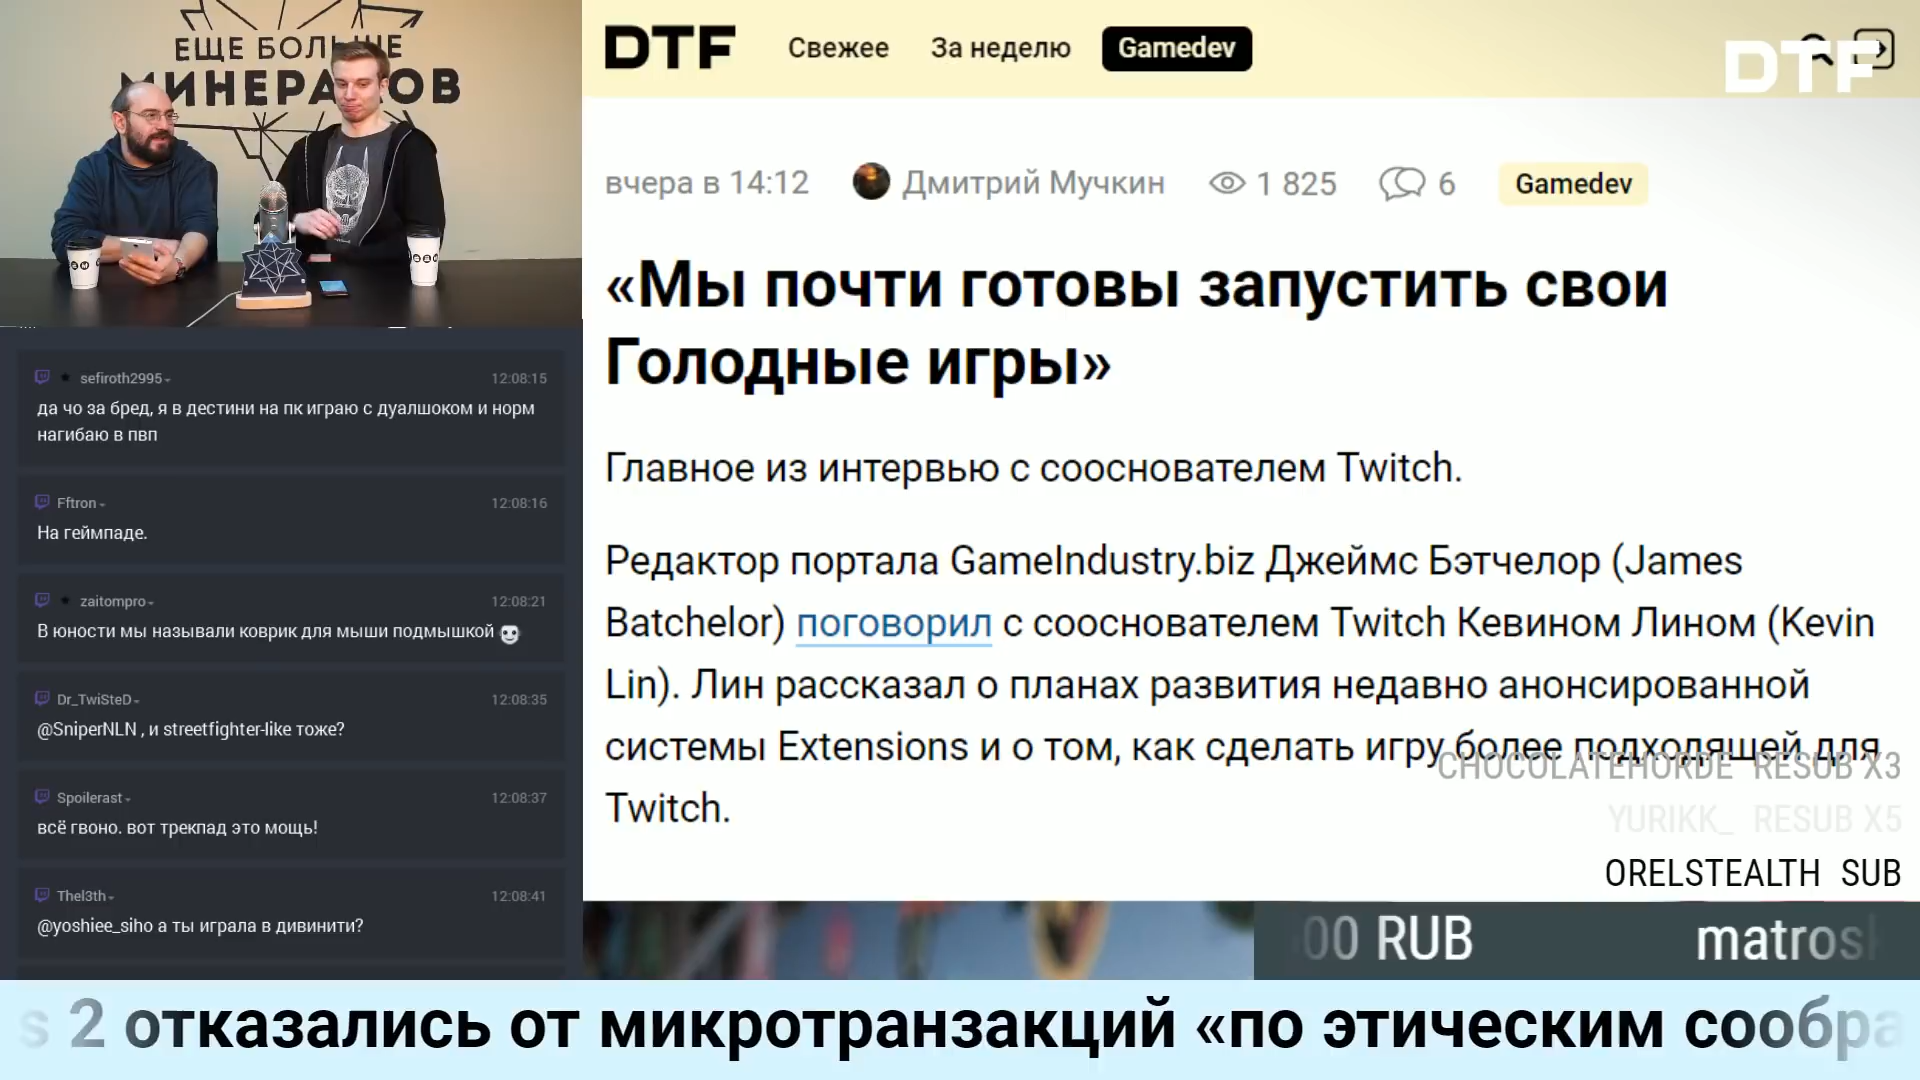 ЕЩЕ БОЛЬШЕ
МИНЕРАЛОВ
DTF
Свежее
За неделю
Gamedev
DTF
вчера в 14:12
Дмитрий Мучкин
1 825
6
Gamedev
«Мы почти готовы запустить свои
Голодные игры»
Главное из интервью с сооснователем Twitch.
Редактор портала GameIndustry.biz Джеймс Бэтчелор (James
Batchelor) поговорил с сооснователем Twitch Кевином Лином (Kevin
Lin). Лин рассказал о планах развития недавно анонсированной
системы Extensions и о том, как сделать игру более подходящей для
Twitch.
CHOCOLATEHORDE RESUB X3
YURIKK_ RESUB X5
ORELSTEALTH SUB
sefiroth2995 12:08:15
да чо за бред, я в дестини на пк играю с дуалшоком и норм
нагибаю в пвп
Fftron 12:08:16
На геймпаде.
zaitompro 12:08:21
В юности мы называли коврик для мыши подмышкой
Dr_TwiSteD 12:08:35
@SniperNLN , и streetfighter-like тоже?
Spoilerast 12:08:37
всё гвоно. вот трекпад это мощь!
Thel3th 12:08:41
@yoshiee_siho а ты играла в дивинити?
00 RUB
matros
s 2 отказались от микротранзакций «по этическим сообра